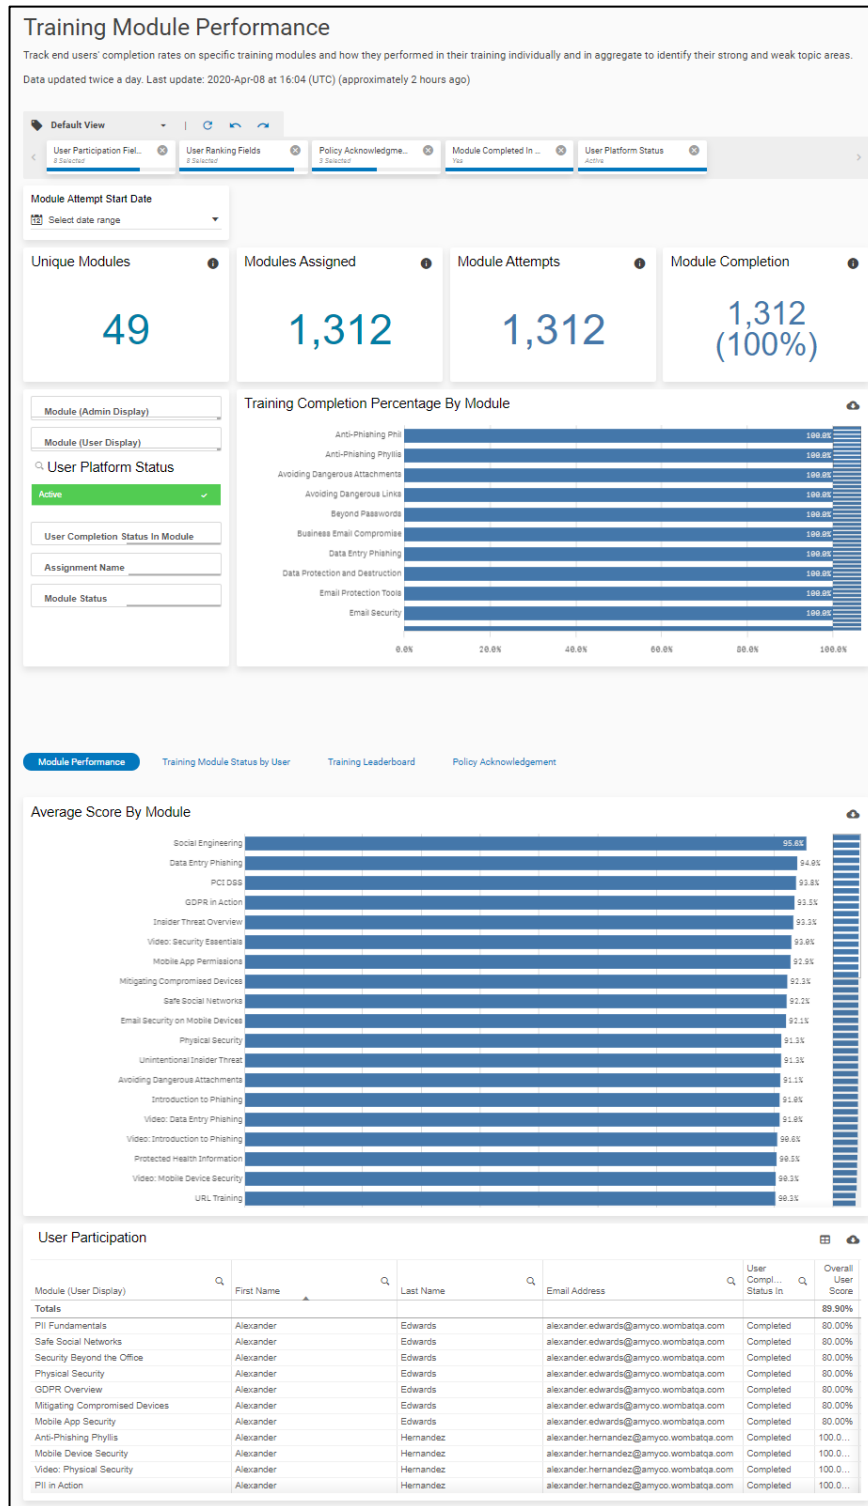 Training Module Performance
Track end users' completion rates on specific training modules and how they performed in their training individually and in aggregate to identify their strong and weak topic areas.
Data updated twice a day. Last update: 2020-Apr-08 at 16:04 (UTC) (approximately 2 hours ago)
Default View
User Participation Fiel...
8 Selected
User Ranking Fields
8 Selected
Policy Acknowledgme...
Module Completed In ...
Yes
User Platform Status
Active
Module Attempt Start Date
12 Select date range
Unique Modules
Modules Assigned
Module Attempts
Module Completion
49
1,312
1,312
1,312
(100%)
Module (Admin Display)
Module (User Display)
User Platform Status
Active
User Completion Status In Module
Assignment Name
Module Status
Training Completion Percentage By Module
Anti-Phishing Phil 100.0%
Anti-Phishing Phyllis 100.0%
Avoiding Dangerous Attachments 100.0%
Avoiding Dangerous Links 100.0%
Beyond Passwords 100.0%
Business Email Compromise 100.0%
Data Entry Phishing 100.0%
Data Protection and Destruction 100.0%
Email Protection Tools 100.0%
Email Security 100.0%
0.0% 20.0% 40.0% 60.0% 80.0% 100.0%
Module Performance Training Module Status by User Training Leaderboard Policy Acknowledgement
Average Score By Module
Social Engineering 95.6%
Data Entry Phishing 94.0%
PCI DSS 93.8%
GDPR in Action 93.5%
Insider Threat Overview 93.3%
Video: Security Essentials 93.0%
Mobile App Permissions 92.9%
Mitigating Compromised Devices 92.3%
Safe Social Networks 92.2%
Email Security on Mobile Devices 92.1%
Physical Security 91.3%
Unintentional Insider Threat 91.3%
Avoiding Dangerous Attachments 91.1%
Introduction to Phishing 91.0%
Video: Data Entry Phishing 91.0%
Video: Introduction to Phishing 90.6%
Protected Health Information 90.5%
Video: Mobile Device Security 90.3%
URL Training 90.3%
User Participation
Module (User Display) First Name Last Name Email Address User Compl... Status In Overall User Score
Totals 89.90%
PII Fundamentals Alexander Edwards alexander.edwards@amyco.wombatqa.com Completed 80.00%
Safe Social Networks Alexander Edwards alexander.edwards@amyco.wombatqa.com Completed 80.00%
Security Beyond the Office Alexander Edwards alexander.edwards@amyco.wombatqa.com Completed 80.00%
Physical Security Alexander Edwards alexander.edwards@amyco.wombatqa.com Completed 80.00%
GDPR Overview Alexander Edwards alexander.edwards@amyco.wombatqa.com Completed 80.00%
Mitigating Compromised Devices Alexander Edwards alexander.edwards@amyco.wombatqa.com Completed 80.00%
Mobile App Security Alexander Edwards alexander.edwards@amyco.wombatqa.com Completed 80.00%
Anti-Phishing Phyllis Alexander Hernandez alexander.hernandez@amyco.wombatqa.com Completed 100.0...
Mobile Device Security Alexander Hernandez alexander.hernandez@amyco.wombatqa.com Completed 100.0...
Video: Physical Security Alexander Hernandez alexander.hernandez@amyco.wombatqa.com Completed 100.0...
PII in Action Alexander Hernandez alexander.hernandez@amyco.wombatqa.com Completed 100.0...